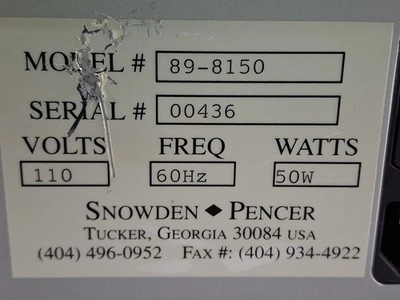 MODEL # 89-8150
SERIAL # 00436
VOLTS FREQ WATTS
110 60Hz 50W
SNOWDEN ◆ PENCER
TUCKER, GEORGIA 30084 USA
(404) 496-0952 FAX #: (404) 934-4922